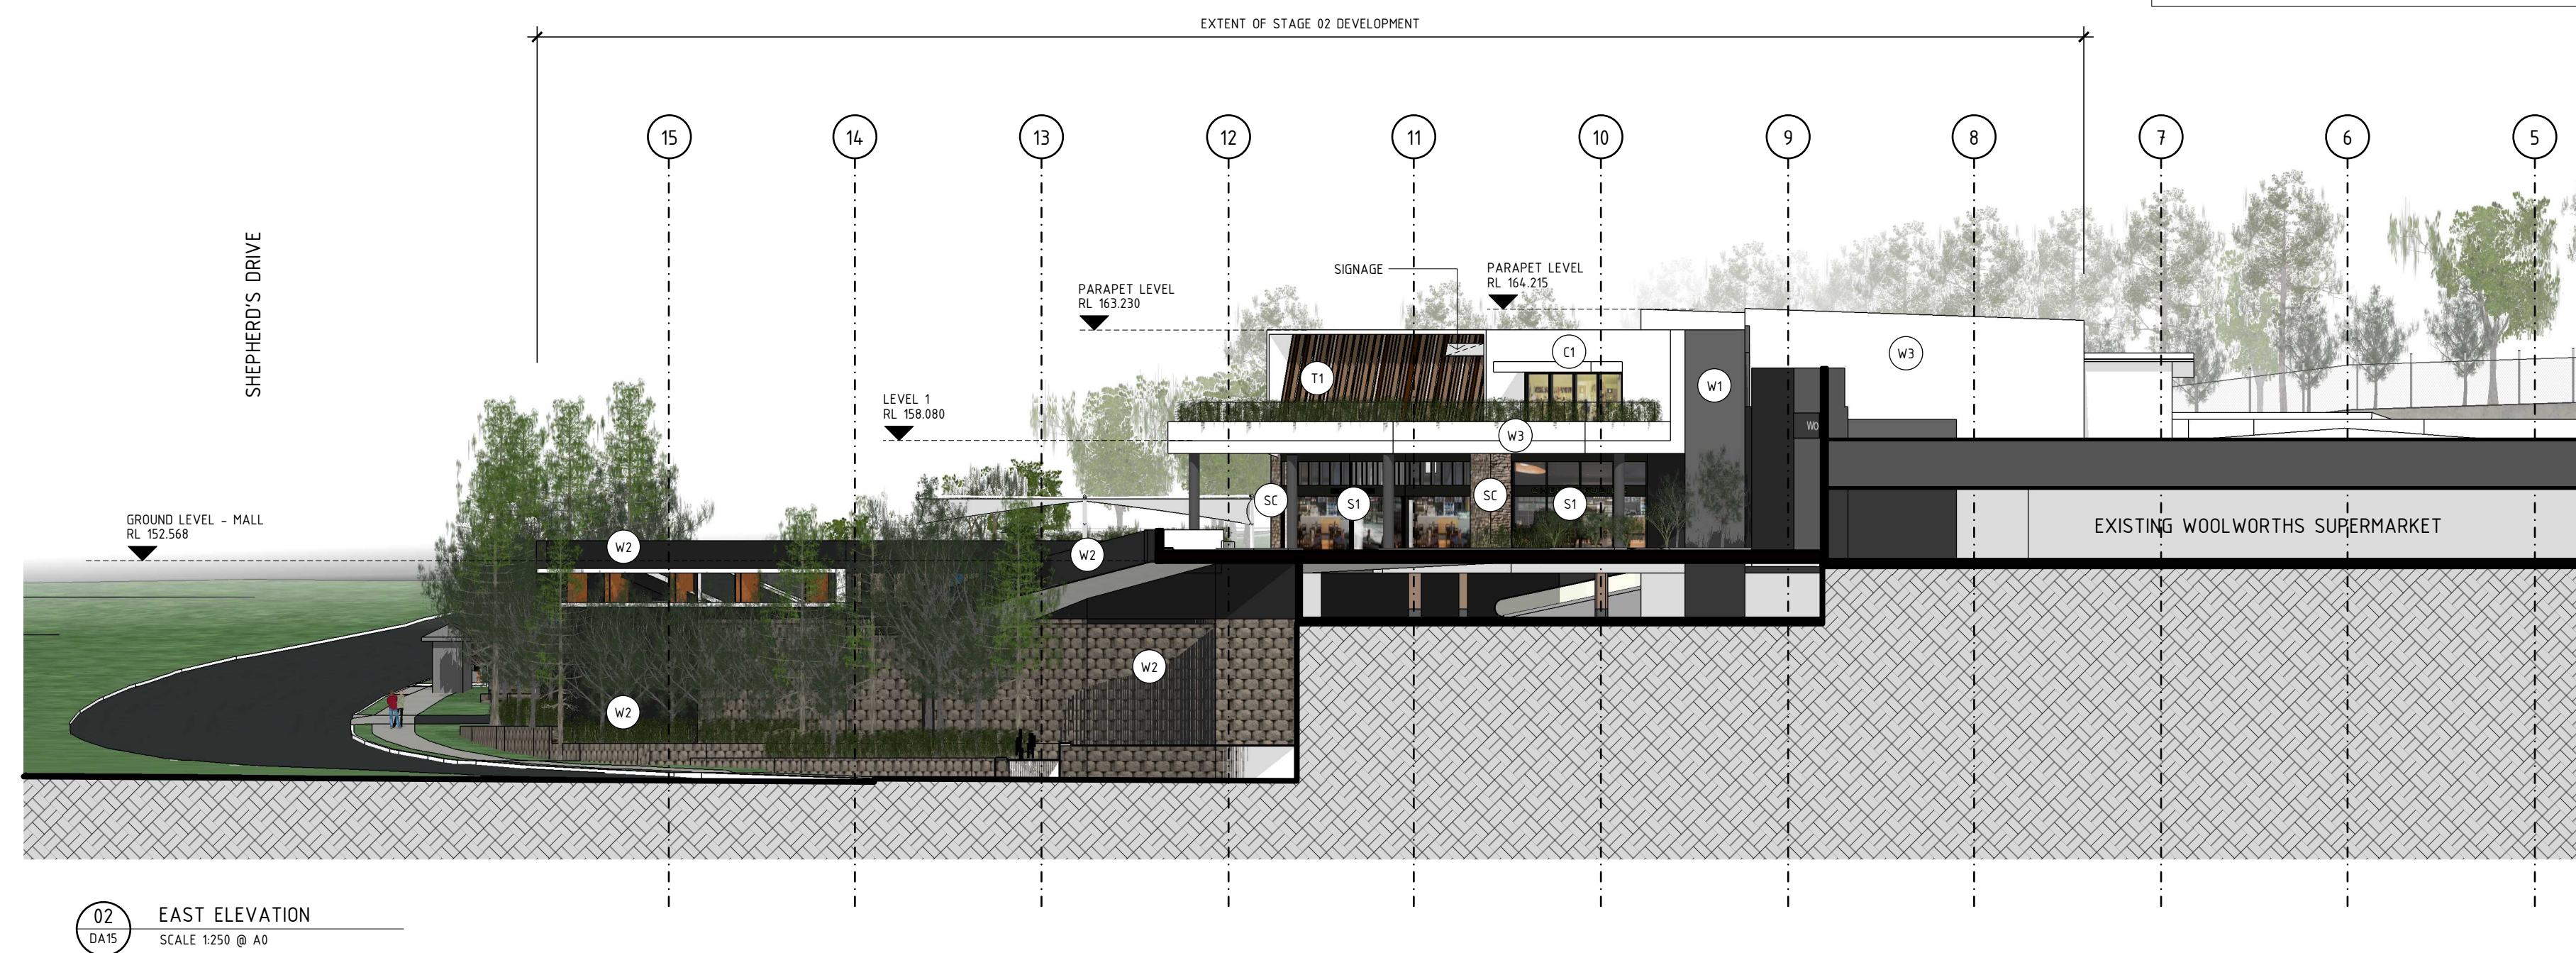 EXTENT OF STAGE 02 DEVELOPMENT
15 14 13 12 11 10 9 8 7 6 5
SHEPHERD'S DRIVE
SIGNAGE
PARAPET LEVEL
RL 164.215
PARAPET LEVEL
RL 163.230
C1
W3
T1
W1
LEVEL 1
RL 158.080
W3
WO
SC
S1
SC
S1
GROUND LEVEL - MALL
RL 152.568
EXISTING WOOLWORTHS SUPERMARKET
W2
W2
W2
W2
02
DA15
EAST ELEVATION
SCALE 1:250 @ A0